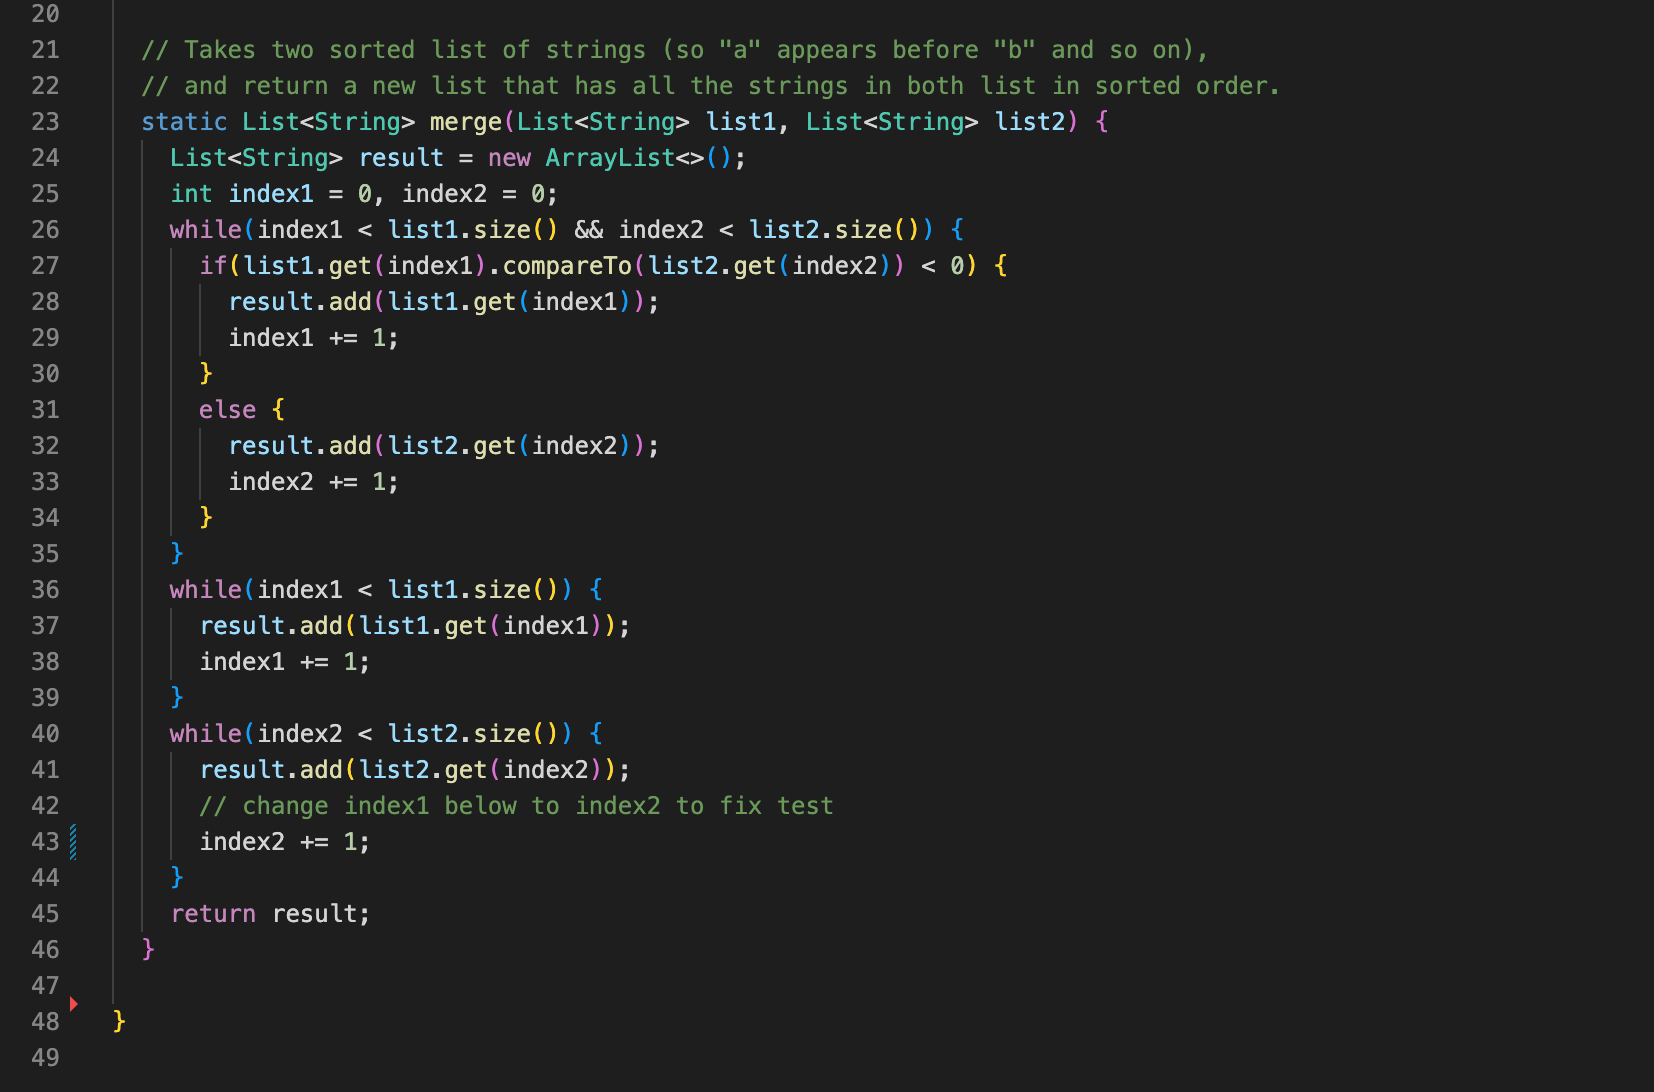 20
21 // Takes two sorted list of strings (so "a" appears before "b" and so on),
22 // and return a new list that has all the strings in both list in sorted order.
23 static List<String> merge(List<String> list1, List<String> list2) {
24 List<String> result = new ArrayList<>();
25 int index1 = 0, index2 = 0;
26 while(index1 < list1.size() && index2 < list2.size()) {
27 if(list1.get(index1).compareTo(list2.get(index2)) < 0) {
28 result.add(list1.get(index1));
29 index1 += 1;
30 }
31 else {
32 result.add(list2.get(index2));
33 index2 += 1;
34 }
35 }
36 while(index1 < list1.size()) {
37 result.add(list1.get(index1));
38 index1 += 1;
39 }
40 while(index2 < list2.size()) {
41 result.add(list2.get(index2));
42 // change index1 below to index2 to fix test
43 index2 += 1;
44 }
45 return result;
46 }
47
48 }
49